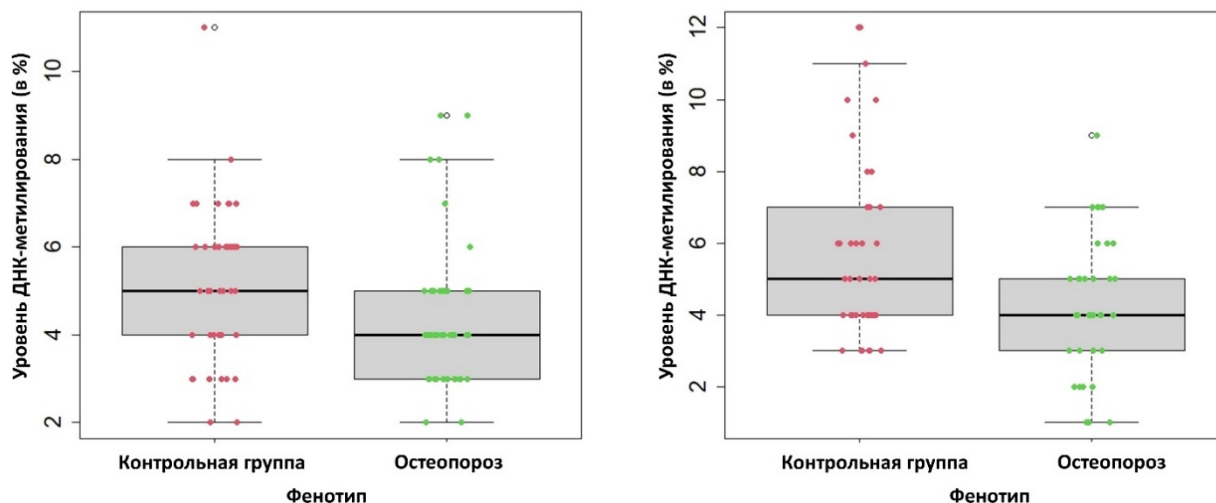 Уровень ДНК-метилирования (в %)
10
8
6
4
2
Контрольная группа
Остеопороз
Фенотип
Уровень ДНК-метилирования (в %)
12
10
8
6
4
2
Контрольная группа
Остеопороз
Фенотип